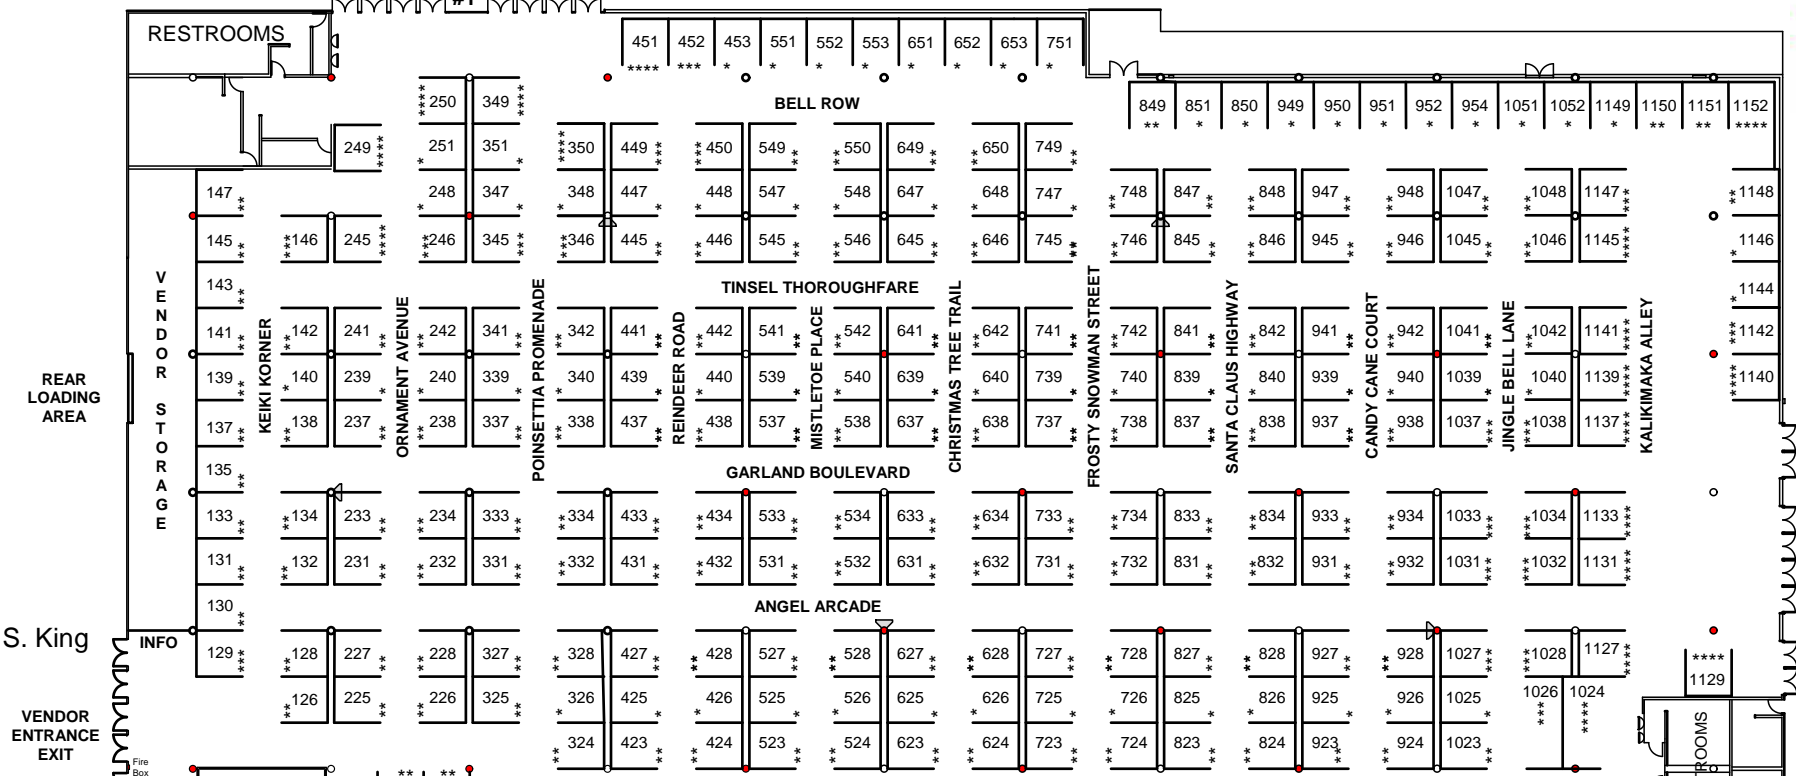 #1
RESTROOMS
451 452 453 551 552 553 651 652 653 751
**** *** * * * * * * * *
BELL ROW
250 349
849 851 850 949 950 951 952 954 1051 1052 1149 1150 1151 1152
** * * * * * * * * * * ** ** ****
249 251 351 350 449 450 549 550 649 650 749
147 248 347 348 447 448 547 548 647 648 747 748 847 848 947 948 1047 1048 1147 1148
145 146 245 246 345 346 445 446 545 546 645 646 745 746 845 846 945 946 1045 1046 1145 1146
143
TINSEL THOROUGHFARE
1144
141 142 241 242 341 342 441 442 541 542 641 642 741 742 841 842 941 942 1041 1042 1141 1142
139 140 239 240 339 340 439 440 539 540 639 640 739 740 839 840 939 940 1039 1040 1139 1140
137 138 237 238 337 338 437 438 537 538 637 638 737 738 837 838 937 938 1037 1038 1137
VENDOR STORAGE
KEIKI KORNER
ORNAMENT AVENUE
POINSETTIA PROMENADE
REINDEER ROAD
MISTLETOE PLACE
CHRISTMAS TREE TRAIL
FROSTY SNOWMAN STREET
SANTA CLAUS HIGHWAY
CANDY CANE COURT
JINGLE BELL LANE
KALIKIMAKA ALLEY
REAR
LOADING
AREA
135
GARLAND BOULEVARD
133 134 233 234 333 334 433 434 533 534 633 634 733 734 833 834 933 934 1033 1034 1133
131 132 231 232 331 332 431 432 531 532 631 632 731 732 831 832 931 932 1031 1032 1131
130
ANGEL ARCADE
S. King
INFO
129 128 227 228 327 328 427 428 527 528 627 628 727 728 827 828 927 928 1027 1028 1127
****
1129
126 225 226 325 326 425 426 525 526 625 626 725 726 825 826 925 926 1025 1026 1024
324 423 424 523 524 623 624 723 724 823 824 923 924 1023
VENDOR
ENTRANCE
EXIT
Fire
Box
** **
ROOMS